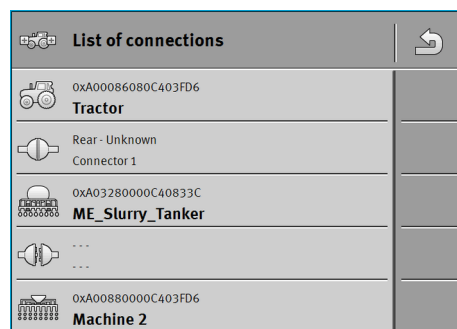 List of connections
0xA00086080C403FD6
Tractor
Rear - Unknown
Connector 1
0xA03280000C40833C
ME_Slurry_Tanker
- - -
- - -
0xA00880000C403FD6
Machine 2